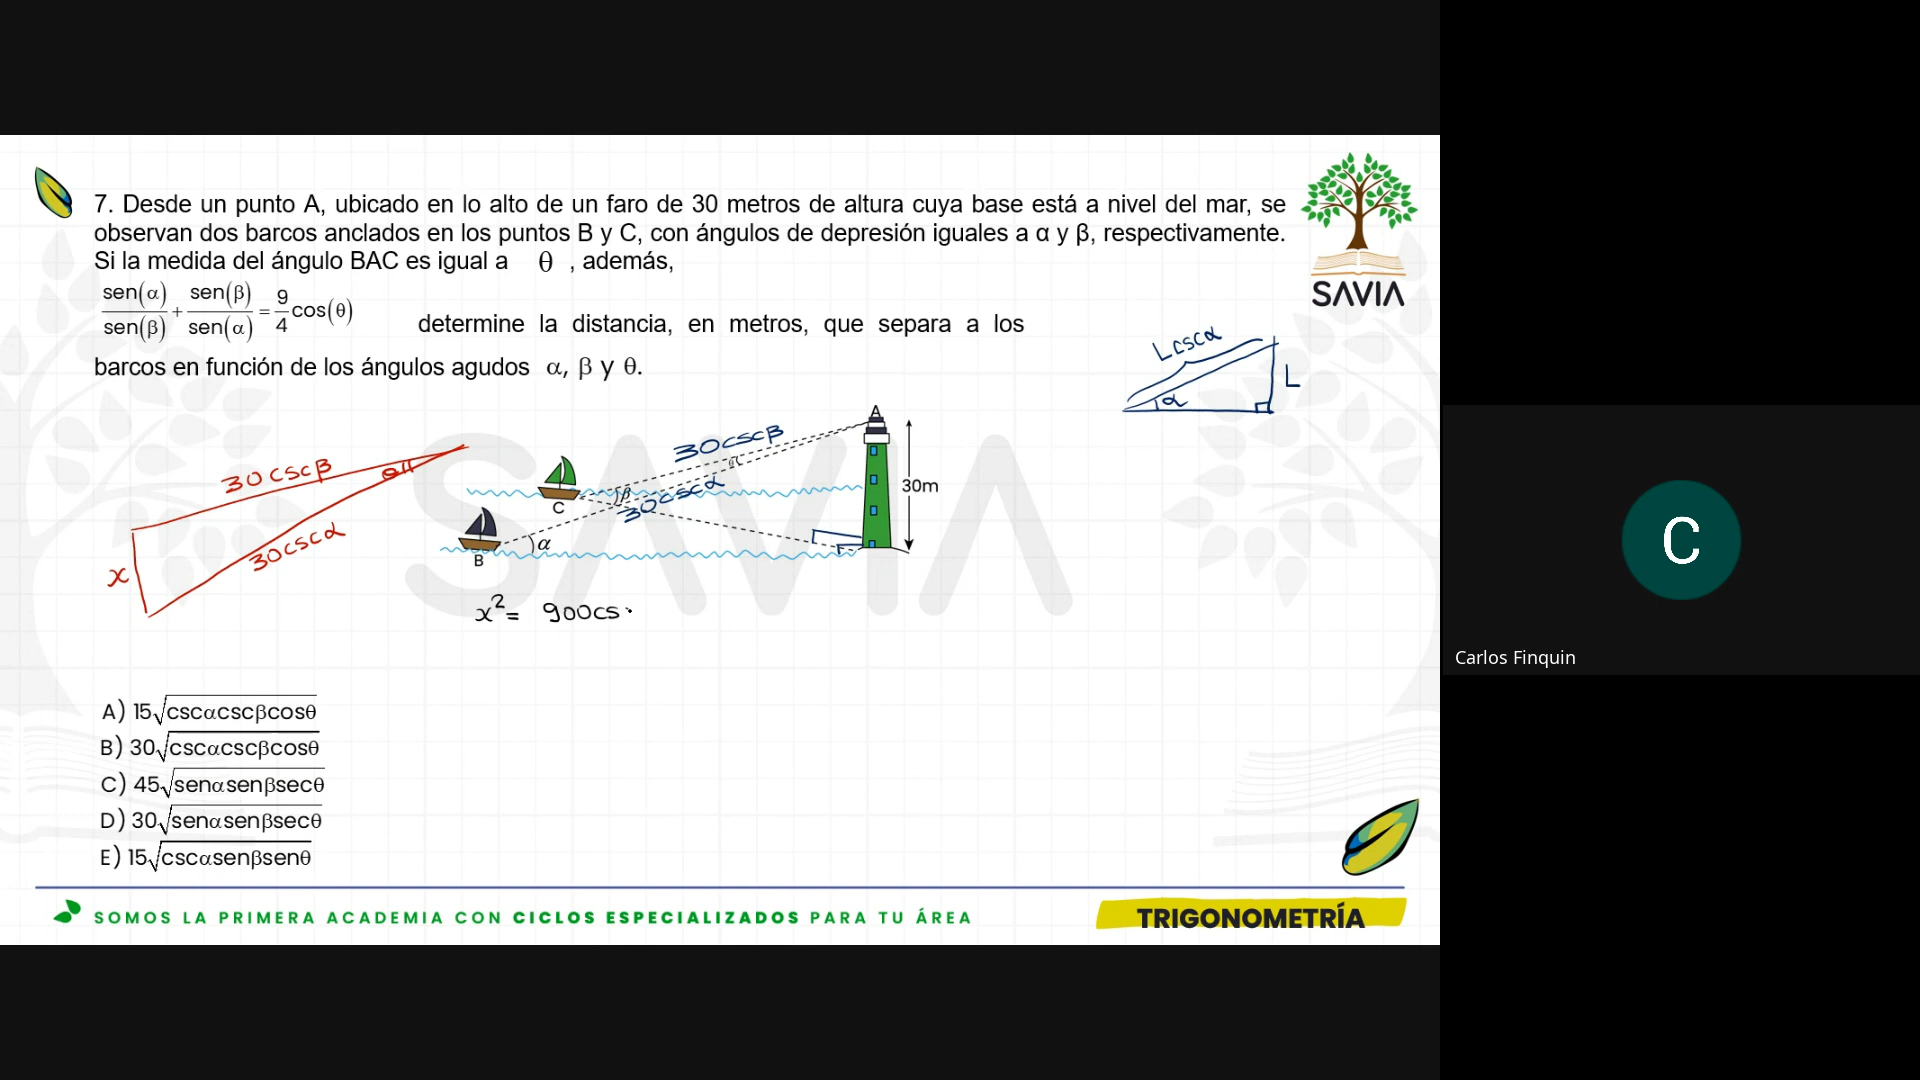 7. Desde un punto A, ubicado en lo alto de un faro de 30 metros de altura cuya base está a nivel del mar, se
observan dos barcos anclados en los puntos B y C, con ángulos de depresión iguales a α y β, respectivamente.
Si la medida del ángulo BAC es igual a θ , además,
sen(α)/sen(β) + sen(β)/sen(α) = 9/4 cos(θ) determine la distancia, en metros, que separa a los
barcos en función de los ángulos agudos α, β y θ.
SAVIA
Lcscα
L
α
A
30cscβ
30cscα
30m
C
β
B
α
30cscβ
θ
30cscα
x
x² = 900cs
SAVIA
A) 15√cscαcscβcosθ
B) 30√cscαcscβcosθ
C) 45√senαsenβsecθ
D) 30√senαsenβsecθ
E) 15√cscαsenβsenθ
SOMOS LA PRIMERA ACADEMIA CON CICLOS ESPECIALIZADOS PARA TU ÁREA
TRIGONOMETRÍA
C
Carlos Finquin